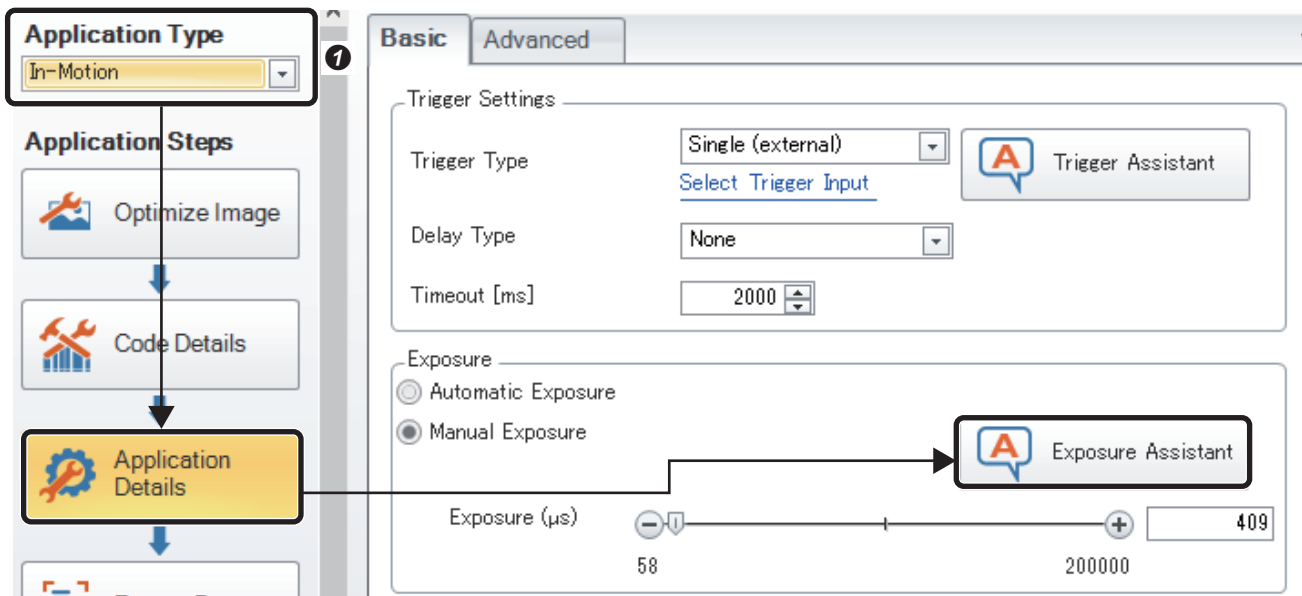 Application Type
In-Motion
1
Application Steps
Optimize Image
Code Details
Application
Details
Basic
Advanced
Trigger Settings
Trigger Type
Single (external)
Select Trigger Input
A
Trigger Assistant
Delay Type
None
Timeout [ms]
2000
Exposure
Automatic Exposure
Manual Exposure
A
Exposure Assistant
Exposure (µs)
409
58
200000